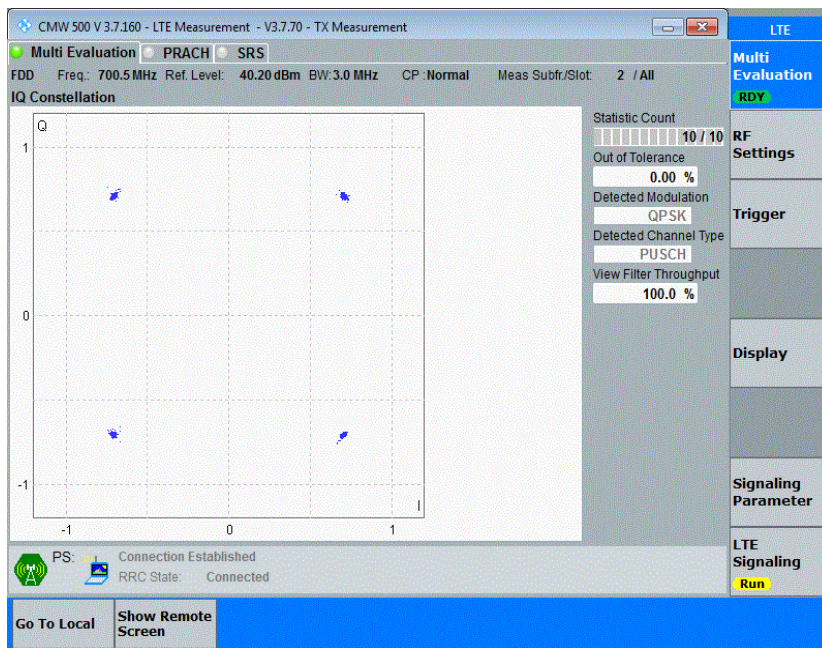 CMW 500 V 3.7.160 - LTE Measurement - V3.7.70 - TX Measurement
LTE
Multi Evaluation PRACH SRS
FDD Freq.: 700.5 MHz Ref. Level: 40.20 dBm BW: 3.0 MHz CP : Normal Meas Subfr./Slot: 2 / All
IQ Constellation
Q
1
0
-1
I
-1 0 1
Statistic Count
10 / 10
Out of Tolerance
0.00 %
Detected Modulation
QPSK
Detected Channel Type
PUSCH
View Filter Throughput
100.0 %
Multi
Evaluation
RDY
RF
Settings
Trigger
Display
Signaling
Parameter
LTE
Signaling
Run
PS: Connection Established
RRC State: Connected
Go To Local
Show Remote
Screen